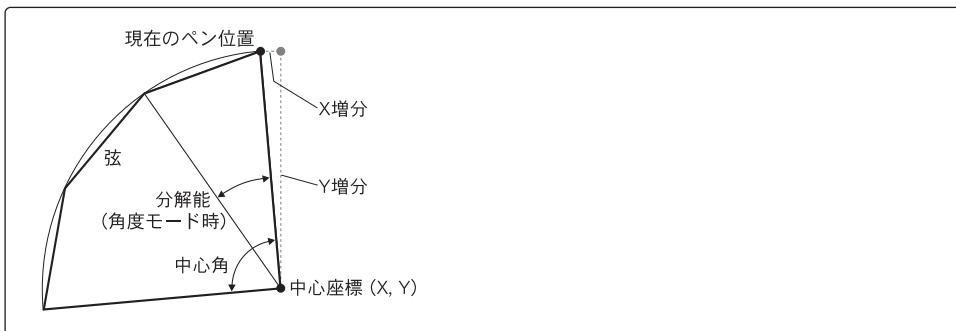 現在のペン位置
X増分
弦
Y増分
分解能
(角度モード時)
中心角
中心座標 (X, Y)